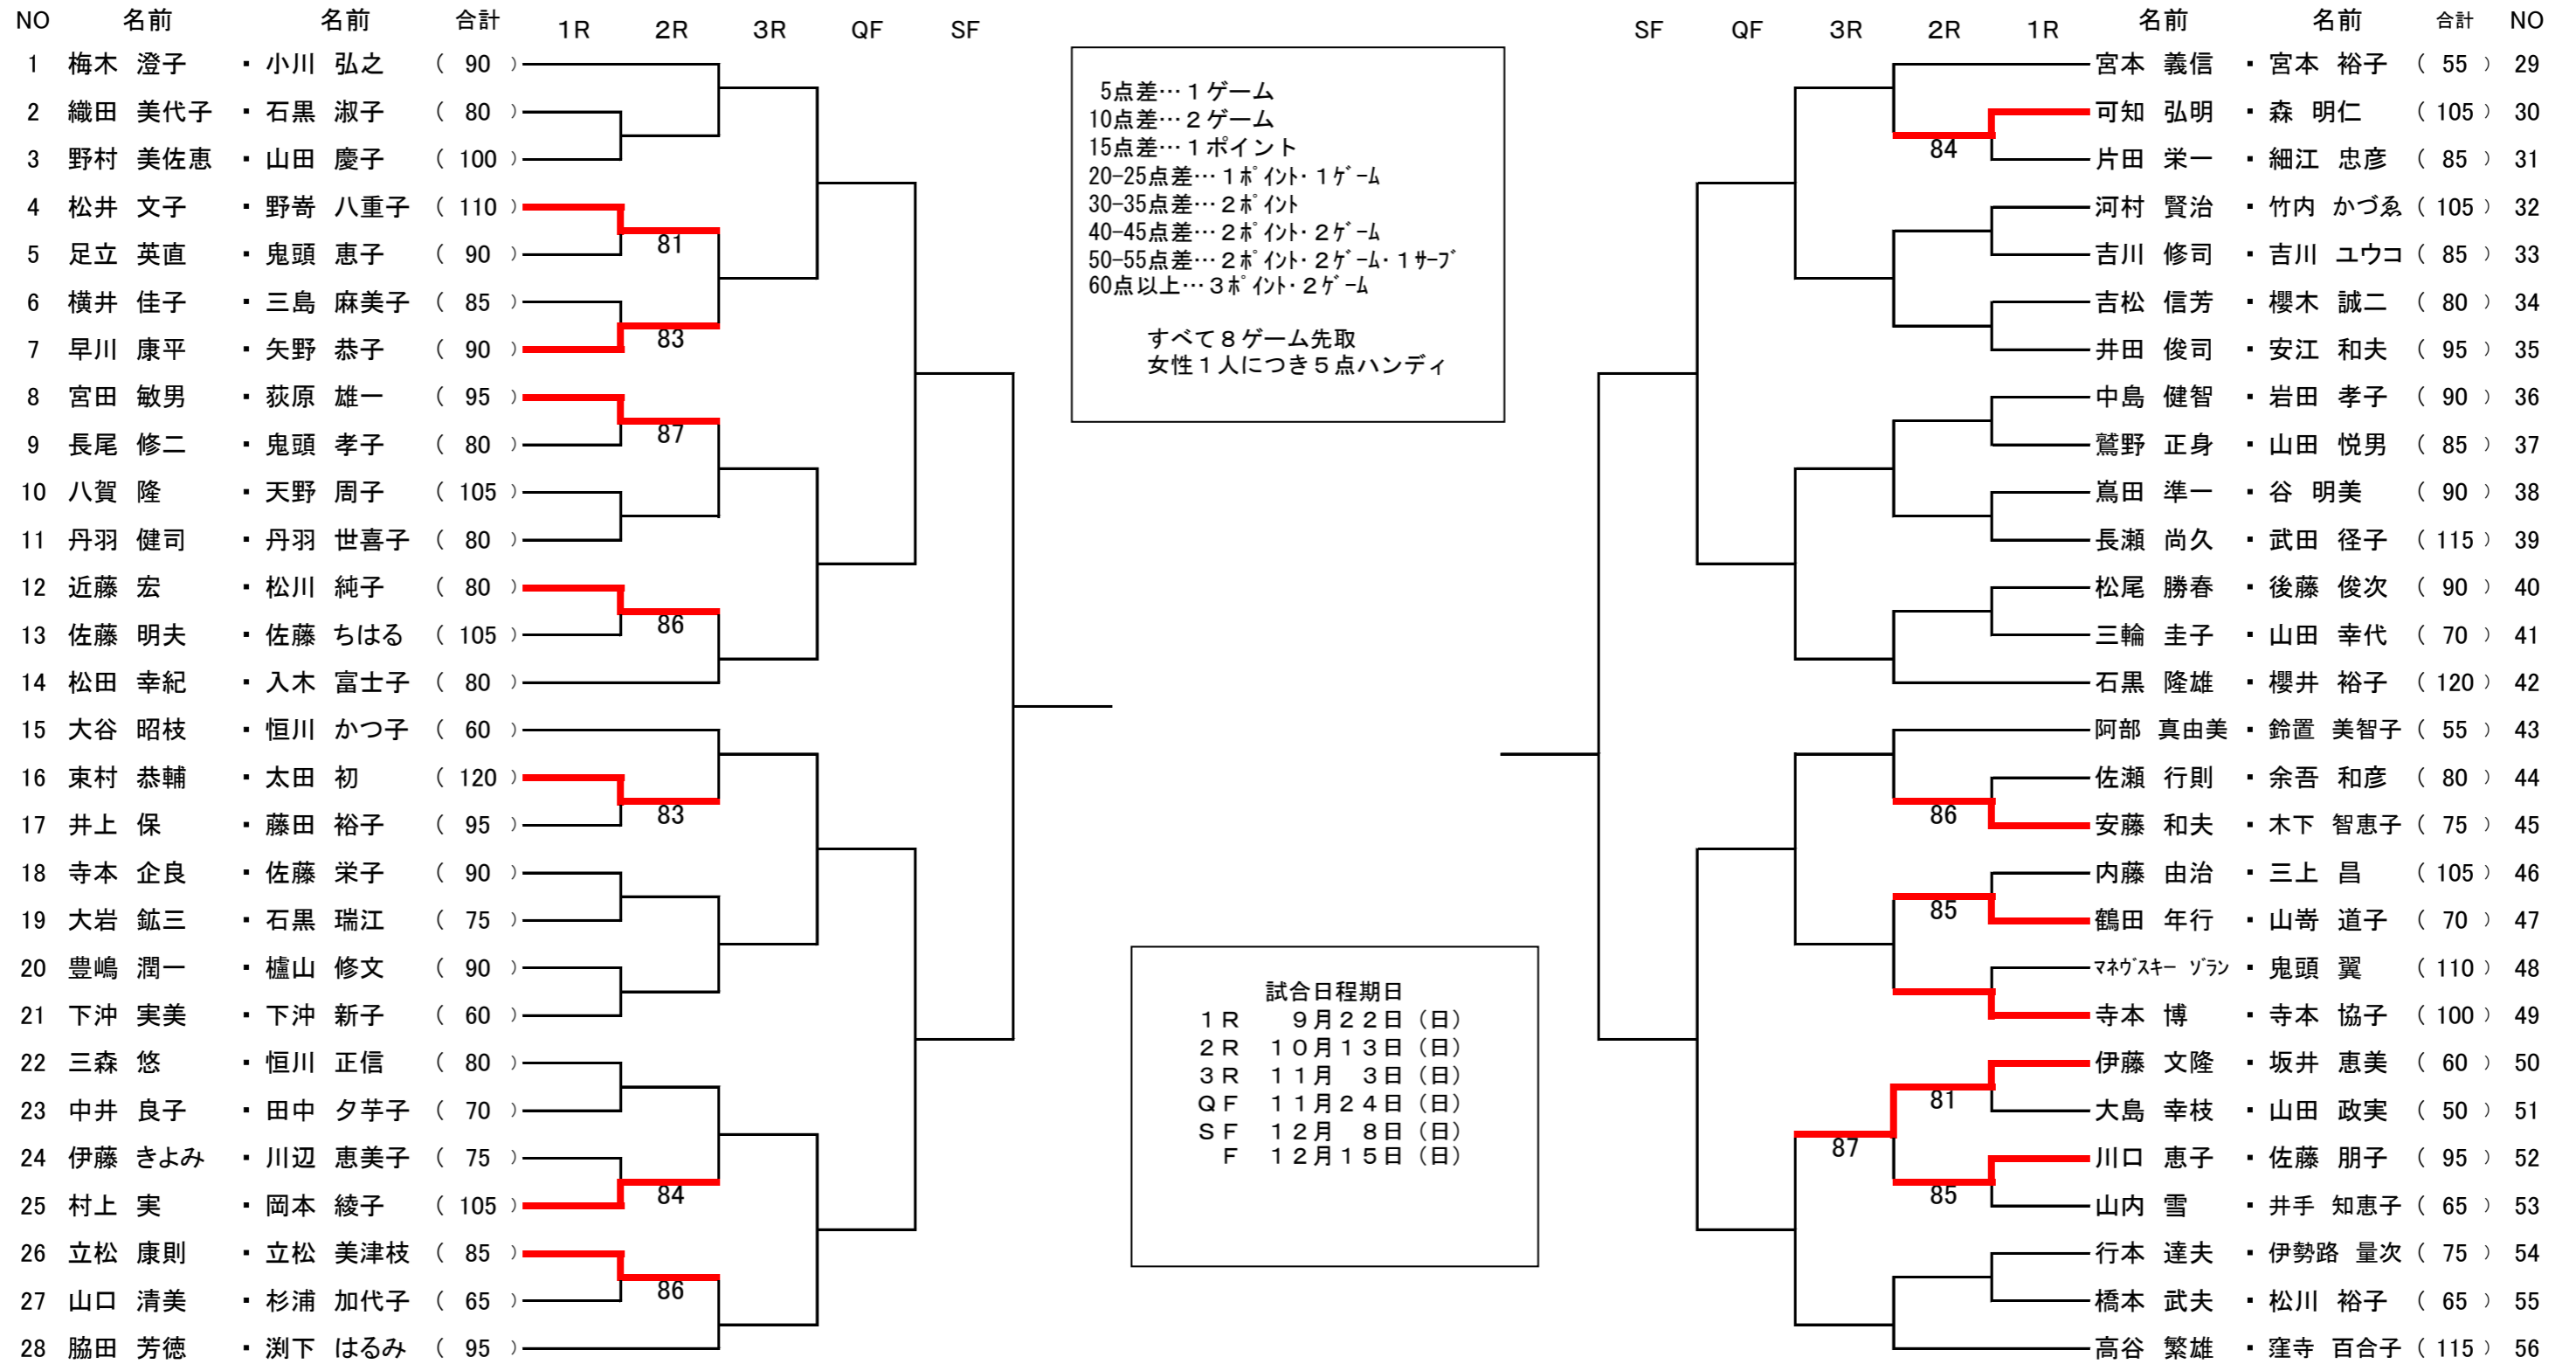 NO 名前 名前 合計 1R 2R 3R QF SF
1 梅木 澄子 ・ 小川 弘之 ( 90 )
2 織田 美代子 ・ 石黒 淑子 ( 80 )
3 野村 美佐恵 ・ 山田 慶子 ( 100 )
4 松井 文子 ・ 野嵜 八重子 ( 110 )
81
5 足立 英直 ・ 鬼頭 恵子 ( 90 )
6 横井 佳子 ・ 三島 麻美子 ( 85 )
83
7 早川 康平 ・ 矢野 恭子 ( 90 )
8 宮田 敏男 ・ 荻原 雄一 ( 95 )
87
9 長尾 修二 ・ 鬼頭 孝子 ( 80 )
10 八賀 隆 ・ 天野 周子 ( 105 )
11 丹羽 健司 ・ 丹羽 世喜子 ( 80 )
12 近藤 宏 ・ 松川 純子 ( 80 )
86
13 佐藤 明夫 ・ 佐藤 ちはる ( 105 )
14 松田 幸紀 ・ 入木 富士子 ( 80 )
15 大谷 昭枝 ・ 恒川 かつ子 ( 60 )
16 東村 恭輔 ・ 太田 初 ( 120 )
83
17 井上 保 ・ 藤田 裕子 ( 95 )
18 寺本 企良 ・ 佐藤 栄子 ( 90 )
19 大岩 鉱三 ・ 石黒 瑞江 ( 75 )
20 豊嶋 潤一 ・ 櫨山 修文 ( 90 )
21 下沖 実美 ・ 下沖 新子 ( 60 )
22 三森 悠 ・ 恒川 正信 ( 80 )
23 中井 良子 ・ 田中 夕芋子 ( 70 )
24 伊藤 きよみ ・ 川辺 恵美子 ( 75 )
84
25 村上 実 ・ 岡本 綾子 ( 105 )
26 立松 康則 ・ 立松 美津枝 ( 85 )
86
27 山口 清美 ・ 杉浦 加代子 ( 65 )
28 脇田 芳徳 ・ 渕下 はるみ ( 95 )
5点差…1ゲーム
10点差…2ゲーム
15点差…1ポイント
20-25点差…1ﾎﾟｲﾝﾄ･1ｹﾞｰﾑ
30-35点差…2ﾎﾟｲﾝﾄ
40-45点差…2ﾎﾟｲﾝﾄ･2ｹﾞｰﾑ
50-55点差…2ﾎﾟｲﾝﾄ･2ｹﾞｰﾑ･1ｻｰﾌﾞ
60点以上…3ﾎﾟｲﾝﾄ･2ｹﾞｰﾑ
すべて8ゲーム先取
女性1人につき5点ハンディ
試合日程期日
1R 9月22日(日)
2R 10月13日(日)
3R 11月 3日(日)
QF 11月24日(日)
SF 12月 8日(日)
F 12月15日(日)
SF QF 3R 2R 1R 名前 名前 合計 NO
宮本 義信 ・ 宮本 裕子 ( 55 ) 29
可知 弘明 ・ 森 明仁 ( 105 ) 30
84
片田 栄一 ・ 細江 忠彦 ( 85 ) 31
河村 賢治 ・ 竹内 かづゑ ( 105 ) 32
吉川 修司 ・ 吉川 ユウコ ( 85 ) 33
吉松 信芳 ・ 櫻木 誠二 ( 80 ) 34
井田 俊司 ・ 安江 和夫 ( 95 ) 35
中島 健智 ・ 岩田 孝子 ( 90 ) 36
鷲野 正身 ・ 山田 悦男 ( 85 ) 37
嶌田 準一 ・ 谷 明美 ( 90 ) 38
長瀬 尚久 ・ 武田 径子 ( 115 ) 39
松尾 勝春 ・ 後藤 俊次 ( 90 ) 40
三輪 圭子 ・ 山田 幸代 ( 70 ) 41
石黒 隆雄 ・ 櫻井 裕子 ( 120 ) 42
阿部 真由美 ・ 鈴置 美智子 ( 55 ) 43
佐瀬 行則 ・ 余吾 和彦 ( 80 ) 44
86
安藤 和夫 ・ 木下 智恵子 ( 75 ) 45
内藤 由治 ・ 三上 昌 ( 105 ) 46
85
鶴田 年行 ・ 山嵜 道子 ( 70 ) 47
ﾏﾈｳﾞｽｷｰ ｿﾞﾗﾝ ・ 鬼頭 翼 ( 110 ) 48
寺本 博 ・ 寺本 協子 ( 100 ) 49
伊藤 文隆 ・ 坂井 恵美 ( 60 ) 50
81
大島 幸枝 ・ 山田 政実 ( 50 ) 51
87
川口 恵子 ・ 佐藤 朋子 ( 95 ) 52
85
山内 雪 ・ 井手 知恵子 ( 65 ) 53
行本 達夫 ・ 伊勢路 量次 ( 75 ) 54
橋本 武夫 ・ 松川 裕子 ( 65 ) 55
高谷 繁雄 ・ 窪寺 百合子 ( 115 ) 56